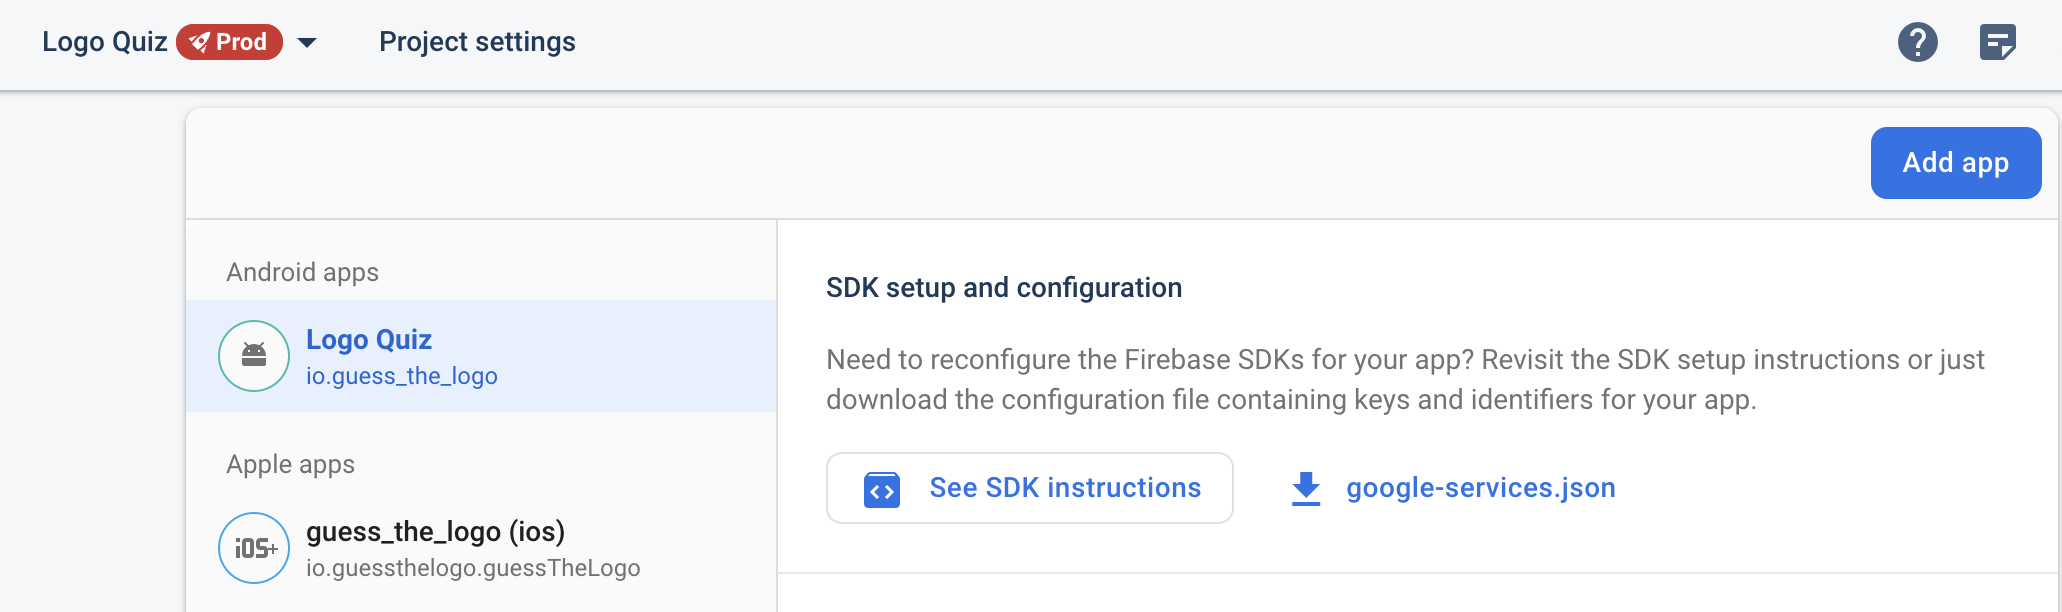 Logo Quiz Prod Project settings
Add app
Android apps
Logo Quiz
io.guess_the_logo
Apple apps
iOS+
guess_the_logo (ios)
io.guessthelogo.guessTheLogo
SDK setup and configuration
Need to reconfigure the Firebase SDKs for your app? Revisit the SDK setup instructions or just
download the configuration file containing keys and identifiers for your app.
See SDK instructions
google-services.json